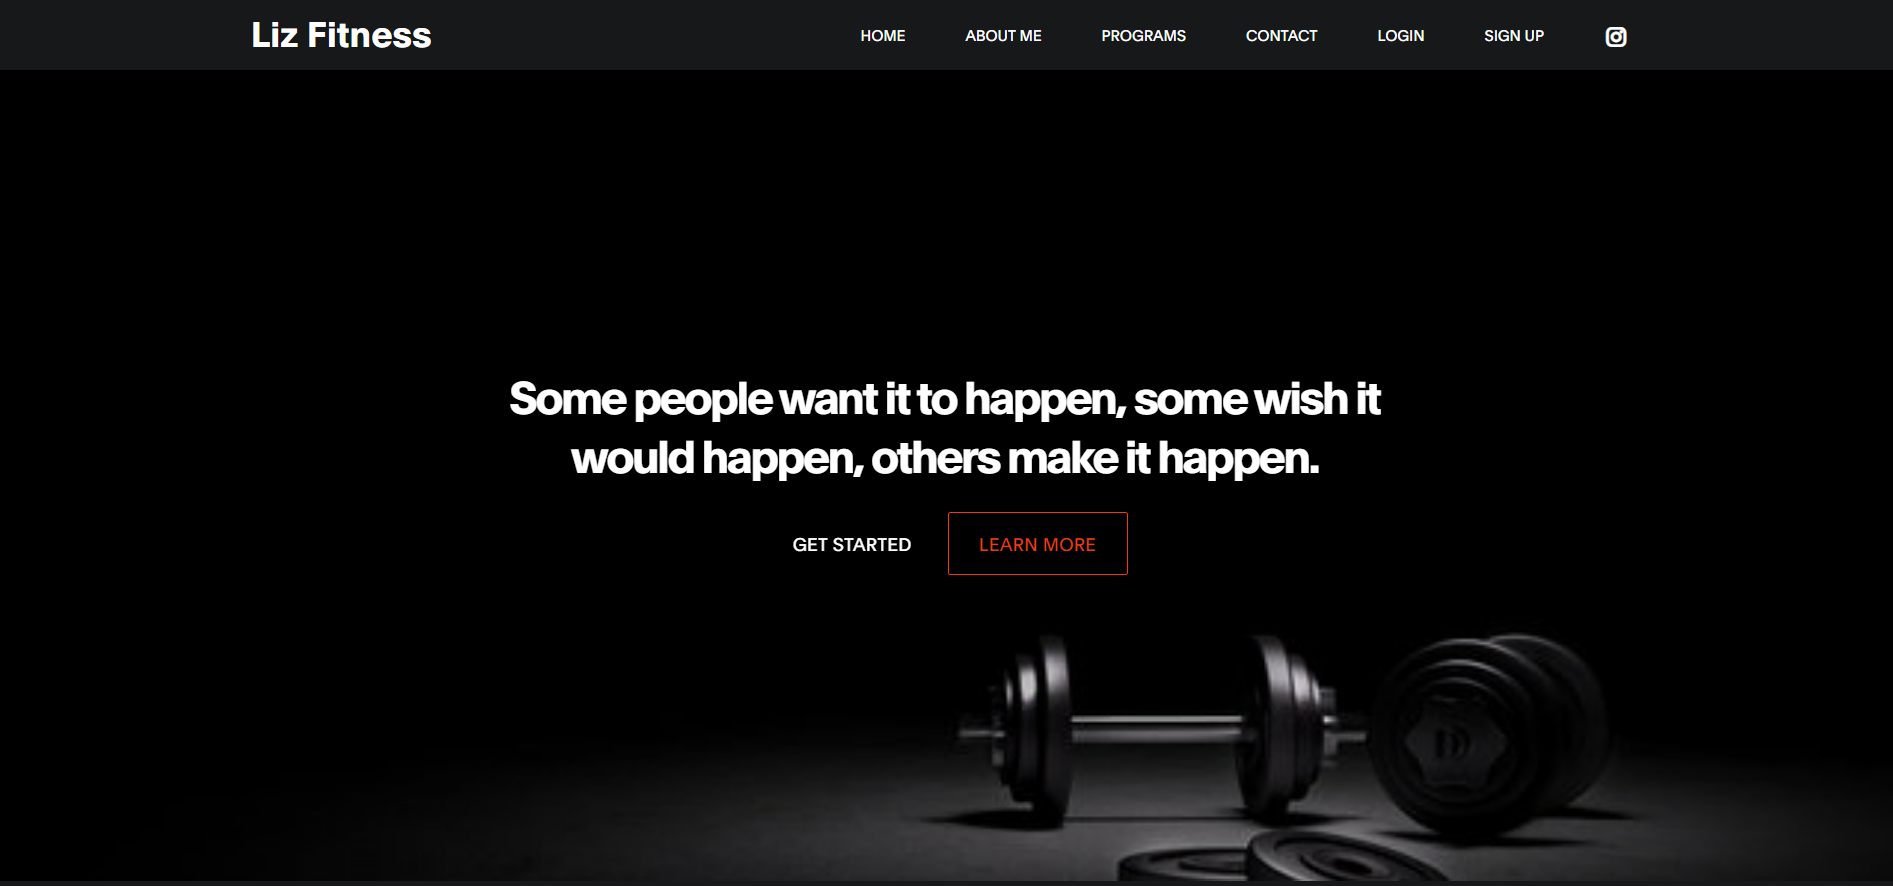 Liz Fitness
HOME ABOUT ME PROGRAMS CONTACT LOGIN SIGN UP
Some people want it to happen, some wish it
would happen, others make it happen.
GET STARTED LEARN MORE